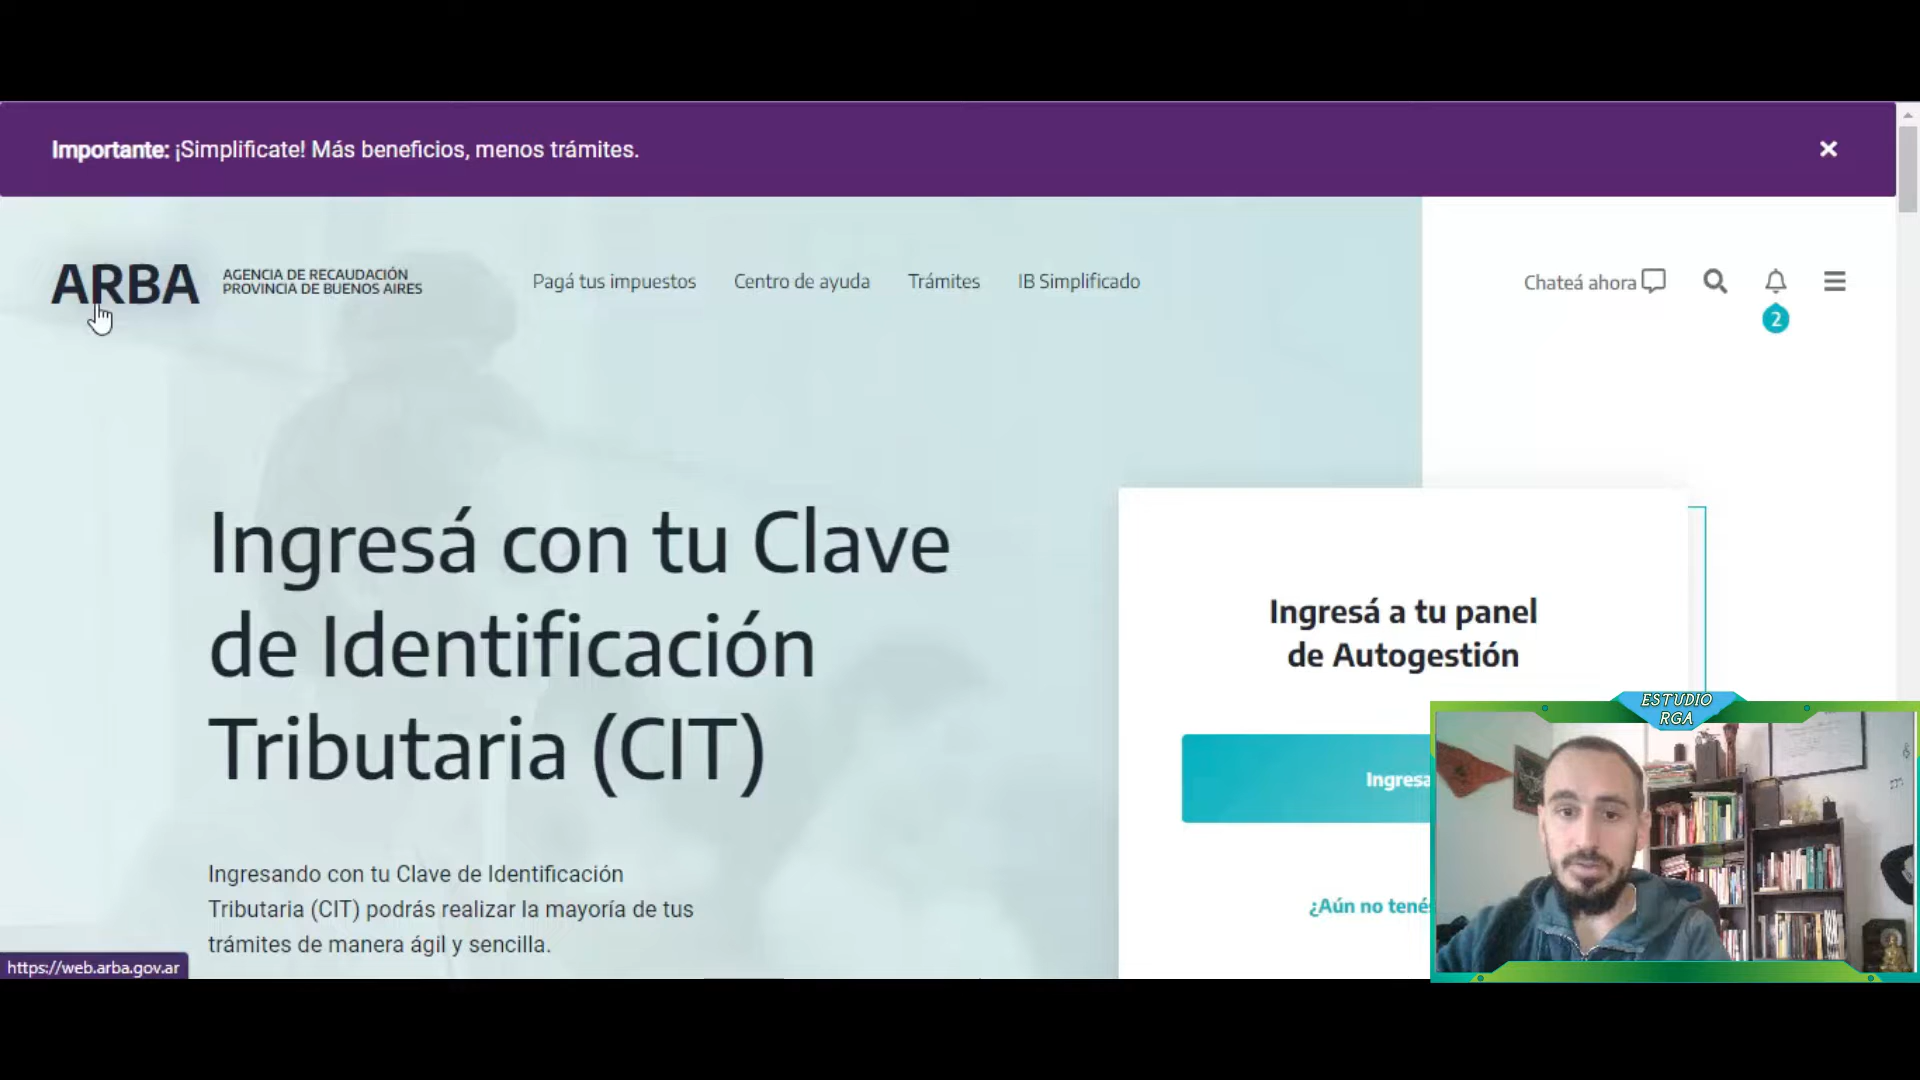 Importante: ¡Simplificate! Más beneficios, menos trámites.
ARBA
AGENCIA DE RECAUDACIÓN
PROVINCIA DE BUENOS AIRES
Pagá tus impuestos
Centro de ayuda
Trámites
IB Simplificado
Chateá ahora
2
Ingresá con tu Clave
de Identificación
Tributaria (CIT)
Ingresando con tu Clave de Identificación
Tributaria (CIT) podrás realizar la mayoría de tus
trámites de manera ágil y sencilla.
Ingresá a tu panel
de Autogestión
Ingresa
¿Aún no tenés
ESTUDIO
RGA
https://web.arba.gov.ar